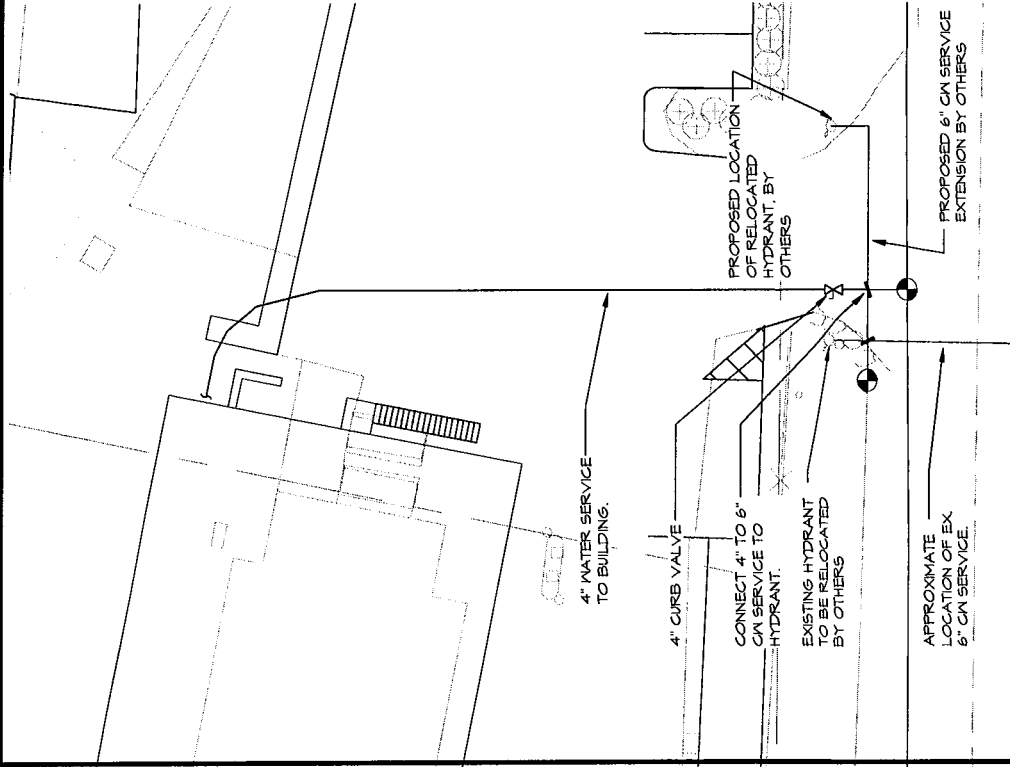 4" WATER SERVICE
TO BUILDING.
4" CURB VALVE
CONNECT 4" TO 6"
CW SERVICE TO
HYDRANT.
EXISTING HYDRANT
TO BE RELOCATED
BY OTHERS
APPROXIMATE
LOCATION OF EX.
6" CW SERVICE.
PROPOSED LOCATION
OF RELOCATED
HYDRANT, BY
OTHERS
PROPOSED 6" CW SERVICE
EXTENSION BY OTHERS